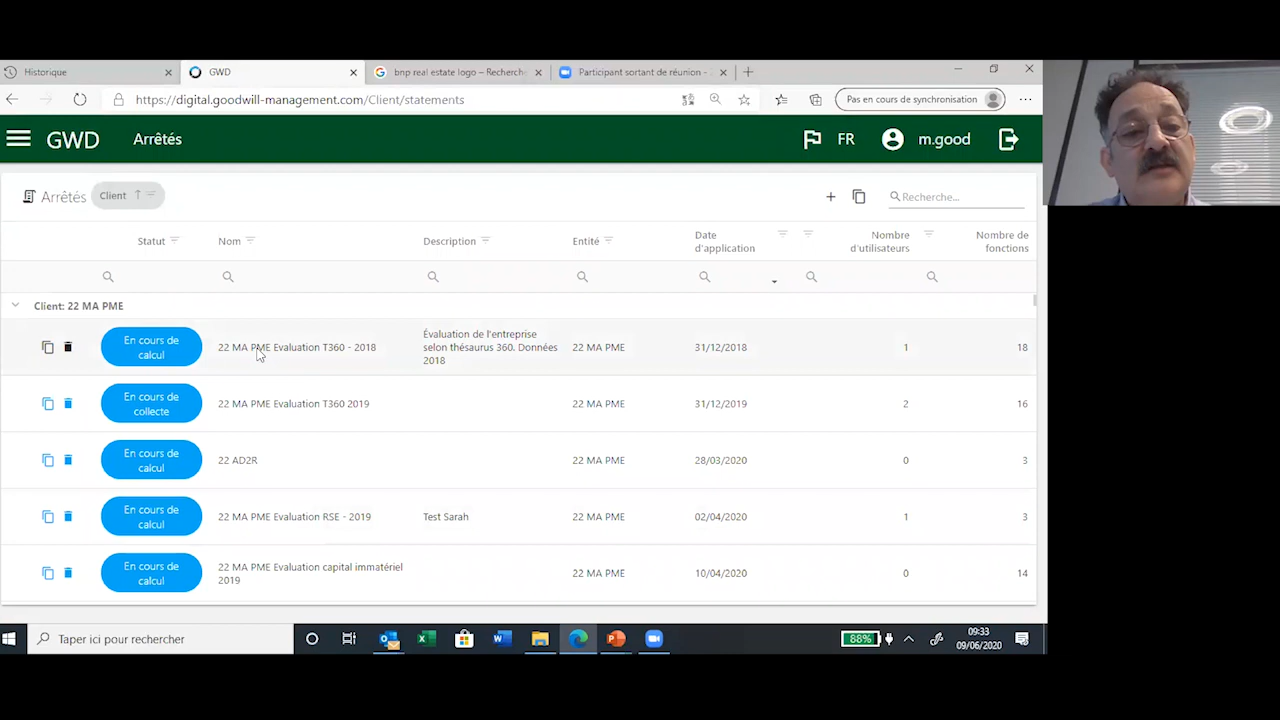 Historique
GWD
bnp real estate logo – Recherche
Participant sortant de réunion -
https://digital.goodwill-management.com/Client/statements
Pas en cours de synchronisation
GWD
Arrêtés
FR
m.good
Arrêtés
Client
Recherche...
Statut
Nom
Description
Entité
Date
d'application
Nombre
d'utilisateurs
Nombre de
fonctions
Client: 22 MA PME
En cours de
calcul
22 MA PME Evaluation T360 - 2018
Évaluation de l'entreprise
selon thésaurus 360. Données
2018
22 MA PME
31/12/2018
1
18
En cours de
collecte
22 MA PME Evaluation T360 2019
22 MA PME
31/12/2019
2
16
En cours de
calcul
22 AD2R
22 MA PME
28/03/2020
0
3
En cours de
calcul
22 MA PME Evaluation RSE - 2019
Test Sarah
22 MA PME
02/04/2020
1
3
En cours de
calcul
22 MA PME Evaluation capital immatériel
2019
22 MA PME
10/04/2020
0
14
Taper ici pour rechercher
88%
09:33
09/06/2020